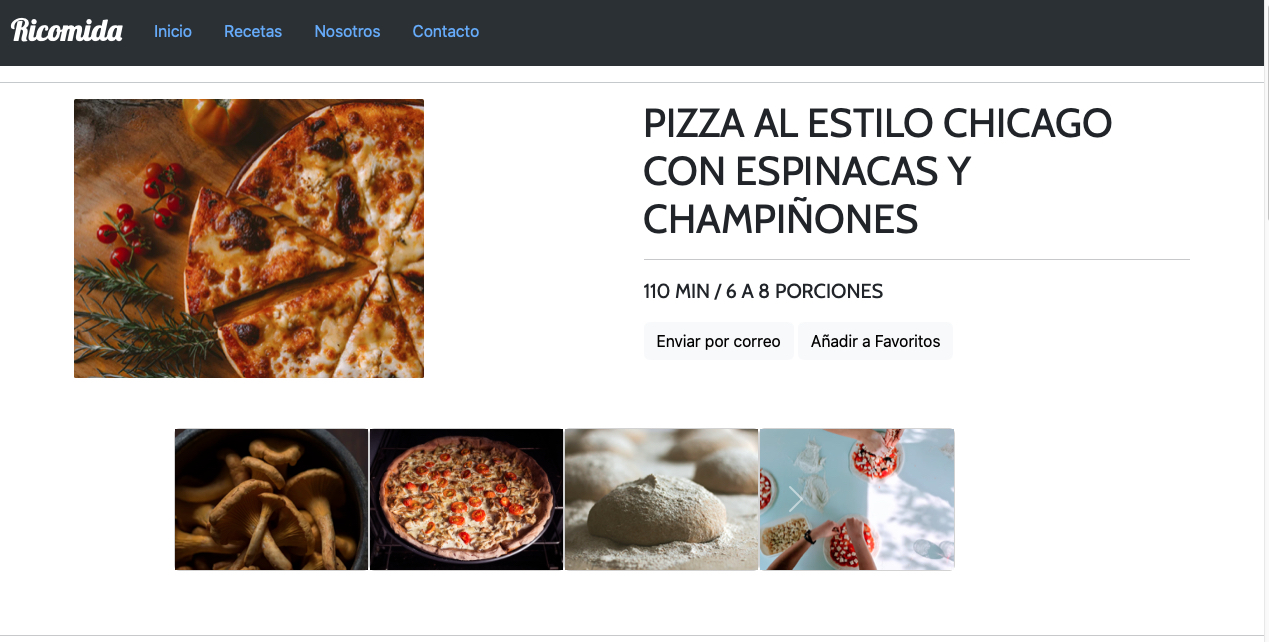 Ricomida
Inicio
Recetas
Nosotros
Contacto
PIZZA AL ESTILO CHICAGO
CON ESPINACAS Y
CHAMPIÑONES
110 MIN / 6 A 8 PORCIONES
Enviar por correo
Añadir a Favoritos